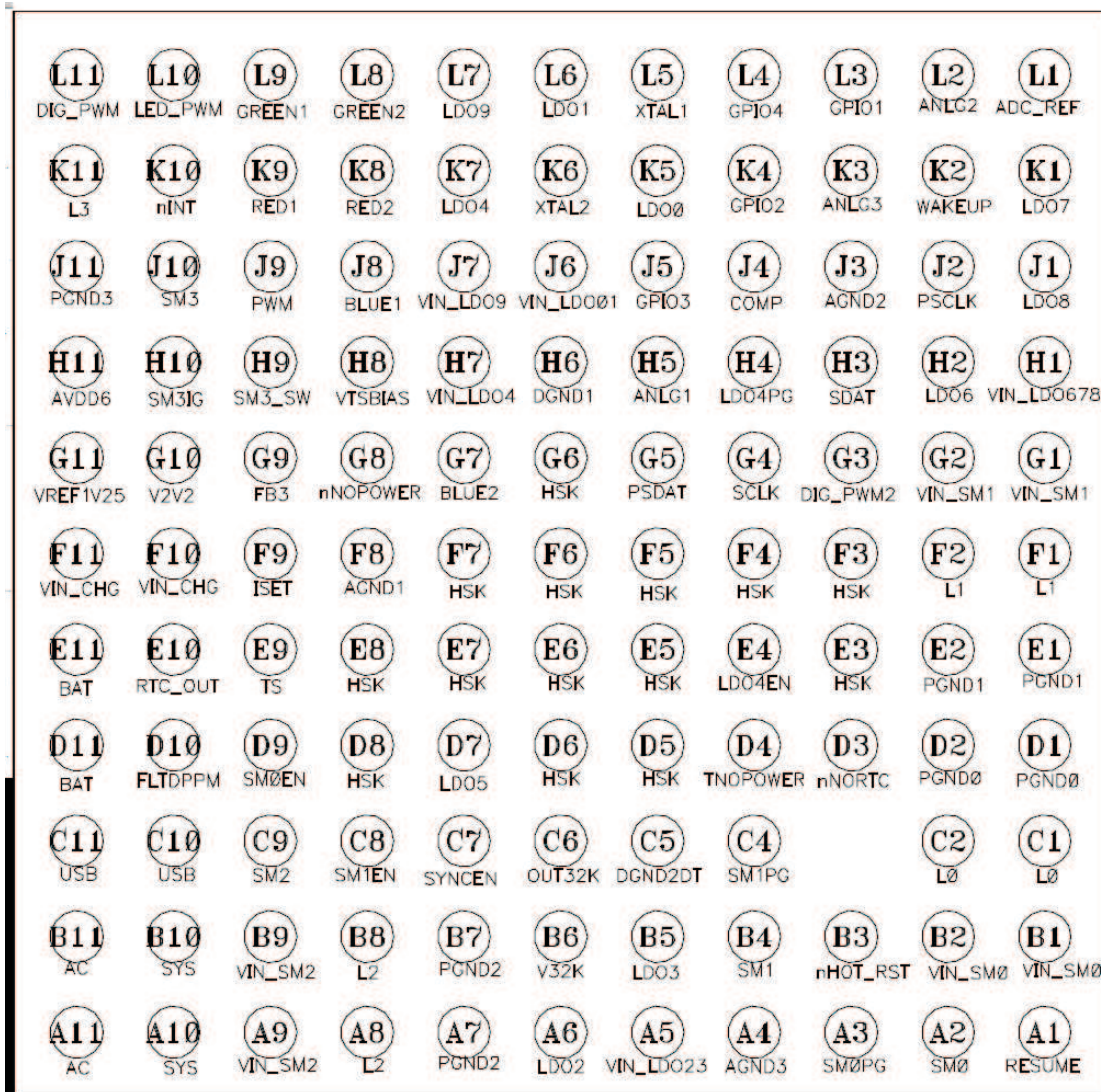 L11 L10 L9 L8 L7 L6 L5 L4 L3 L2 L1
DIG_PWM LED_PWM GREEN1 GREEN2 LDO9 LDO1 XTAL1 GPIO4 GPIO1 ANLG2 ADC_REF
K11 K10 K9 K8 K7 K6 K5 K4 K3 K2 K1
L3 nINT RED1 RED2 LDO4 XTAL2 LDO0 GPIO2 ANLG3 WAKEUP LDO7
J11 J10 J9 J8 J7 J6 J5 J4 J3 J2 J1
PGND3 SM3 PWM BLUE1 VIN_LDO9 VIN_LDO01 GPIO3 COMP AGND2 PSCLK LDO8
H11 H10 H9 H8 H7 H6 H5 H4 H3 H2 H1
AVDD6 SM3IG SM3_SW VTSBIAS VIN_LDO4 DGND1 ANLG1 LDO4PG SDAT LDO6 VIN_LDO678
G11 G10 G9 G8 G7 G6 G5 G4 G3 G2 G1
VREF1V25 V2V2 FB3 nNOPOWER BLUE2 HSK PSDAT SCLK DIG_PWM2 VIN_SM1 VIN_SM1
F11 F10 F9 F8 F7 F6 F5 F4 F3 F2 F1
VIN_CHG VIN_CHG ISET AGND1 HSK HSK HSK HSK HSK L1 L1
E11 E10 E9 E8 E7 E6 E5 E4 E3 E2 E1
BAT RTC_OUT TS HSK HSK HSK HSK LDO4EN HSK PGND1 PGND1
D11 D10 D9 D8 D7 D6 D5 D4 D3 D2 D1
BAT FLTDPPM SM0EN HSK LDO5 HSK HSK TNOPOWER nNORTC PGND0 PGND0
C11 C10 C9 C8 C7 C6 C5 C4 C2 C1
USB USB SM2 SM1EN SYNCEN OUT32K DGND2DT SM1PG L0 L0
B11 B10 B9 B8 B7 B6 B5 B4 B3 B2 B1
AC SYS VIN_SM2 L2 PGND2 V32K LDO3 SM1 nHOT_RST VIN_SM0 VIN_SM0
A11 A10 A9 A8 A7 A6 A5 A4 A3 A2 A1
AC SYS VIN_SM2 L2 PGND2 LDO2 VIN_LDO23 AGND3 SM0PG SM0 RESUME